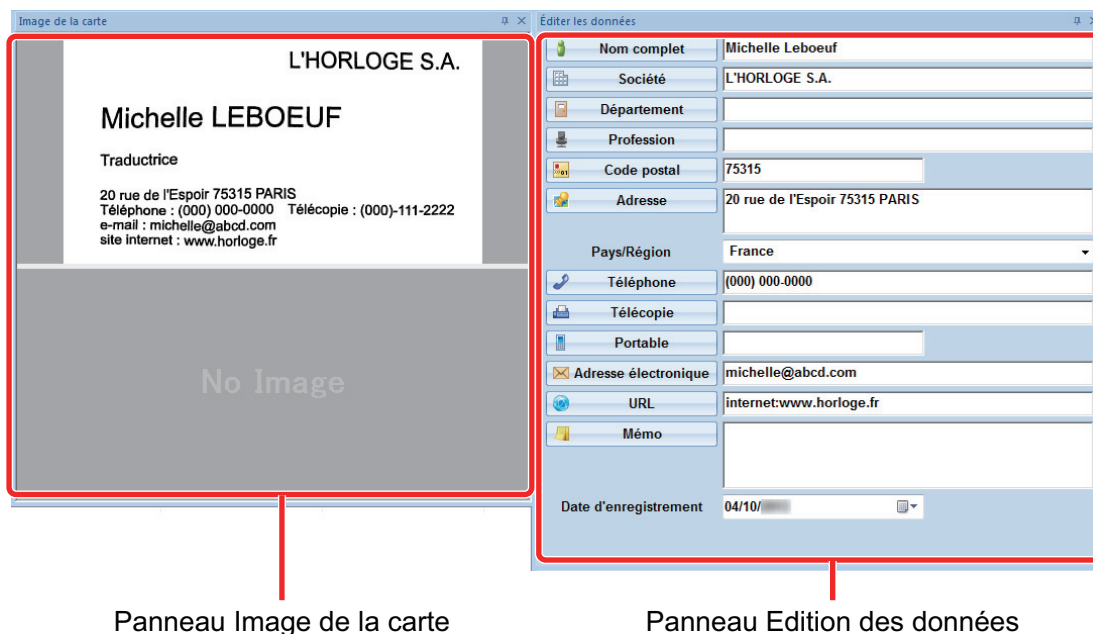 Image de la carte
L'HORLOGE S.A.
Michelle LEBOEUF
Traductrice
20 rue de l'Espoir 75315 PARIS
Téléphone : (000) 000-0000 Télécopie : (000)-111-2222
e-mail : michelle@abcd.com
site internet : www.horloge.fr
No Image
Éditer les données
Nom complet Michelle Leboeuf
Société L'HORLOGE S.A.
Département
Profession
Code postal 75315
Adresse 20 rue de l'Espoir 75315 PARIS
Pays/Région France
Téléphone (000) 000-0000
Télécopie
Portable
Adresse électronique michelle@abcd.com
URL internet:www.horloge.fr
Mémo
Date d'enregistrement 04/10/
Panneau Image de la carte
Panneau Edition des données